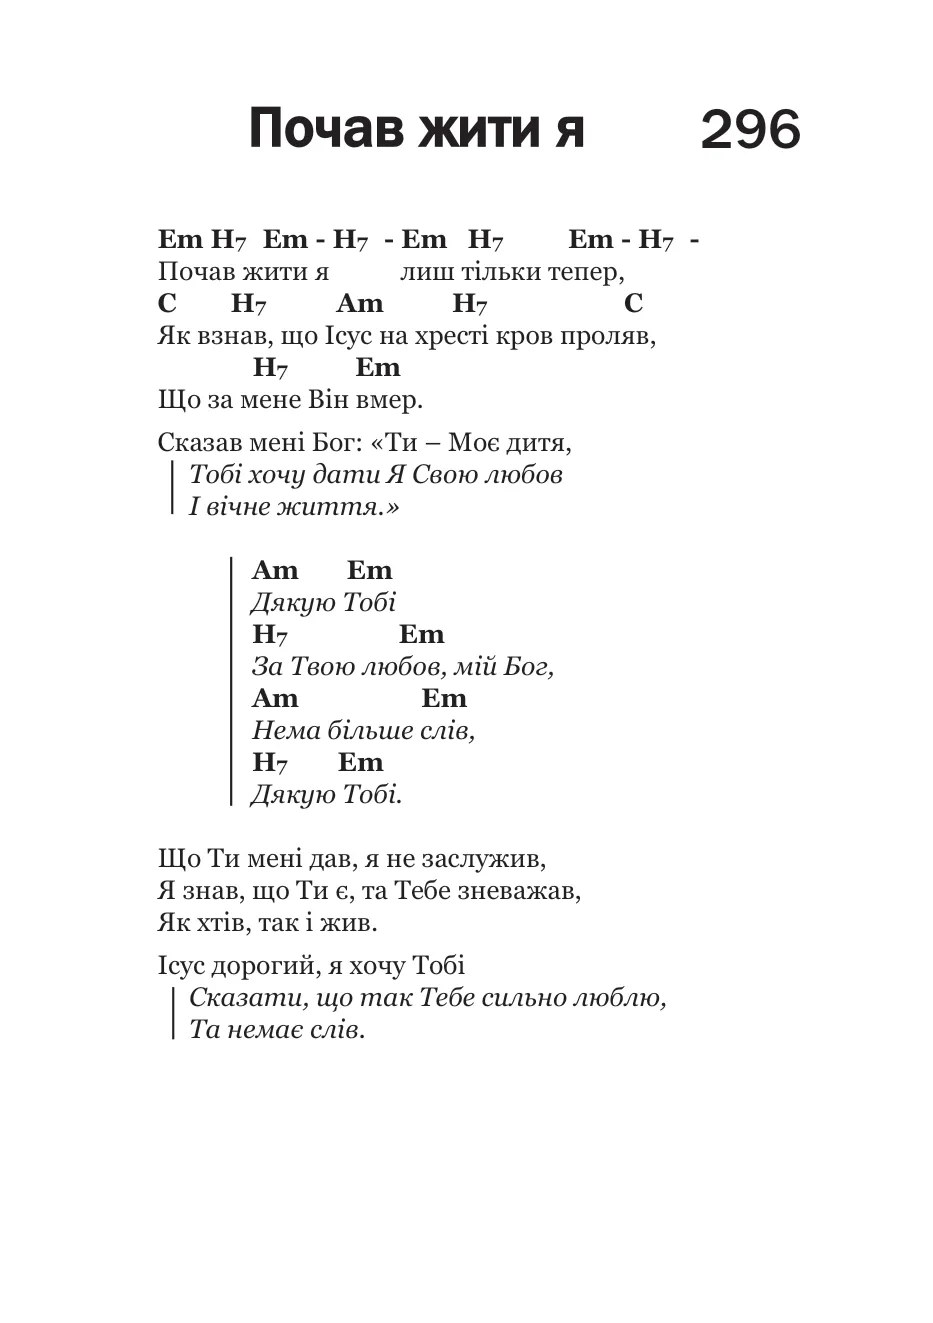 Почав жити я 296
Em H7 Em - H7 - Em H7 Em - H7 -
Почав жити я лиш тільки тепер,
C H7 Am H7 C
Як взнав, що Ісус на хресті кров проляв,
H7 Em
Що за мене Він вмер.
Сказав мені Бог: «Ти – Моє дитя,
Тобі хочу дати Я Свою любов
І вічне життя.»
Am Em
Дякую Тобі
H7 Em
За Твою любов, мій Бог,
Am Em
Нема більше слів,
H7 Em
Дякую Тобі.
Що Ти мені дав, я не заслужив,
Я знав, що Ти є, та Тебе зневажав,
Як хтів, так і жив.
Ісус дорогий, я хочу Тобі
Сказати, що так Тебе сильно люблю,
Та немає слів.